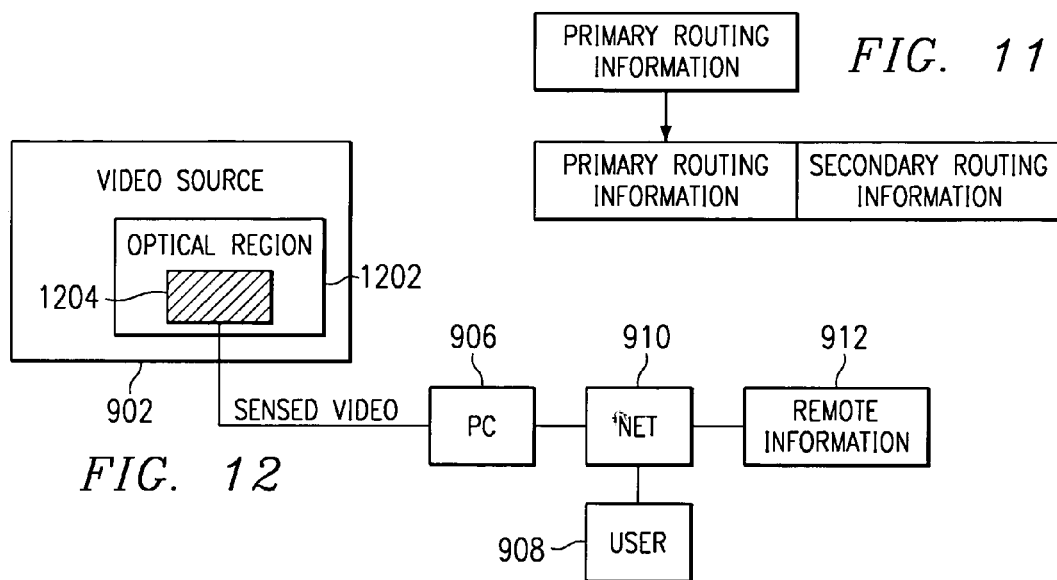 PRIMARY ROUTING
INFORMATION
FIG. 11
PRIMARY ROUTING
INFORMATION
SECONDARY ROUTING
INFORMATION
VIDEO SOURCE
OPTICAL REGION
1204
1202
902
SENSED VIDEO
906
PC
910
NET
912
REMOTE
INFORMATION
908
USER
FIG. 12